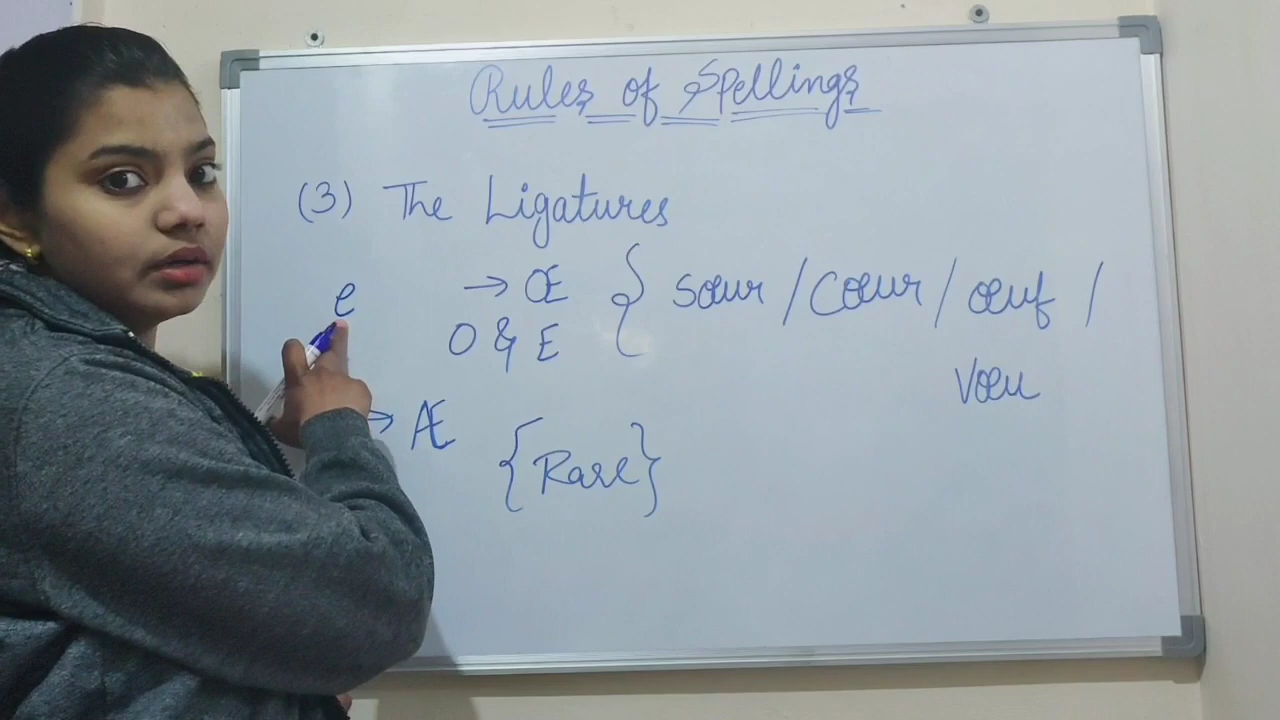 Rules of Spellings
(3) The Ligatures
e → Œ { sœur / cœur / œuf /
O & E
vœu
→ Æ { Rare }